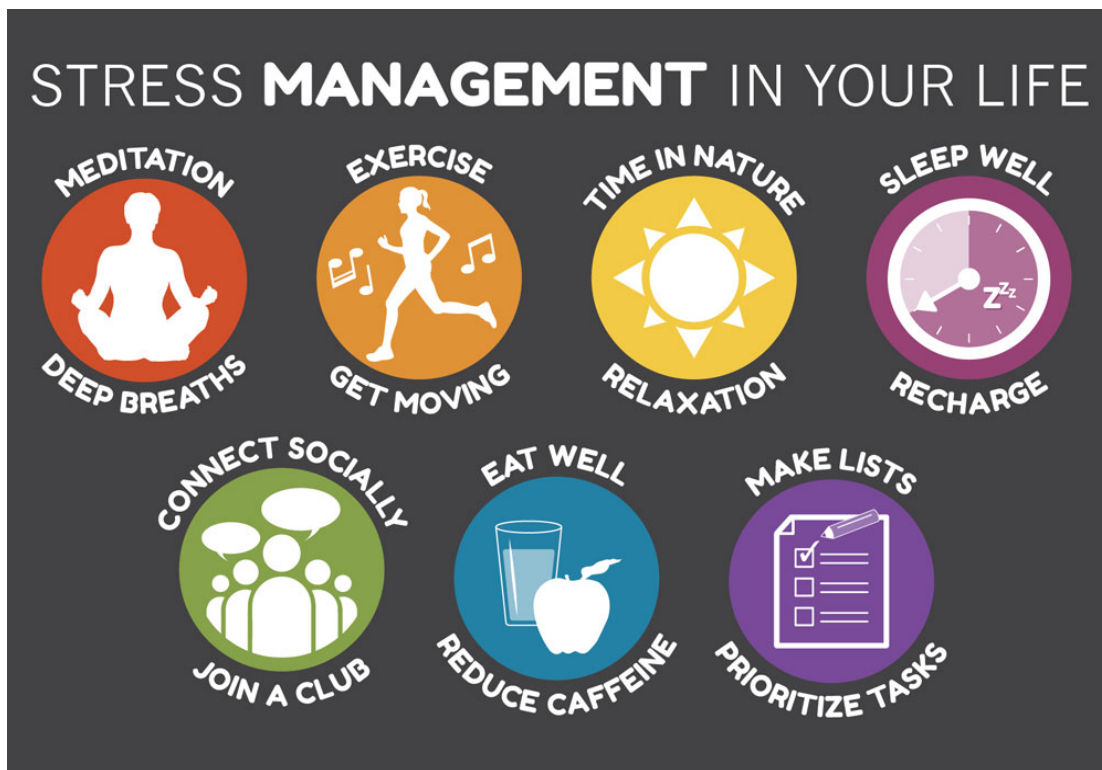 STRESS MANAGEMENT IN YOUR LIFE
MEDITATION
DEEP BREATHS
EXERCISE
GET MOVING
TIME IN NATURE
RELAXATION
SLEEP WELL
zzz
RECHARGE
CONNECT SOCIALLY
JOIN A CLUB
EAT WELL
REDUCE CAFFEINE
MAKE LISTS
PRIORITIZE TASKS